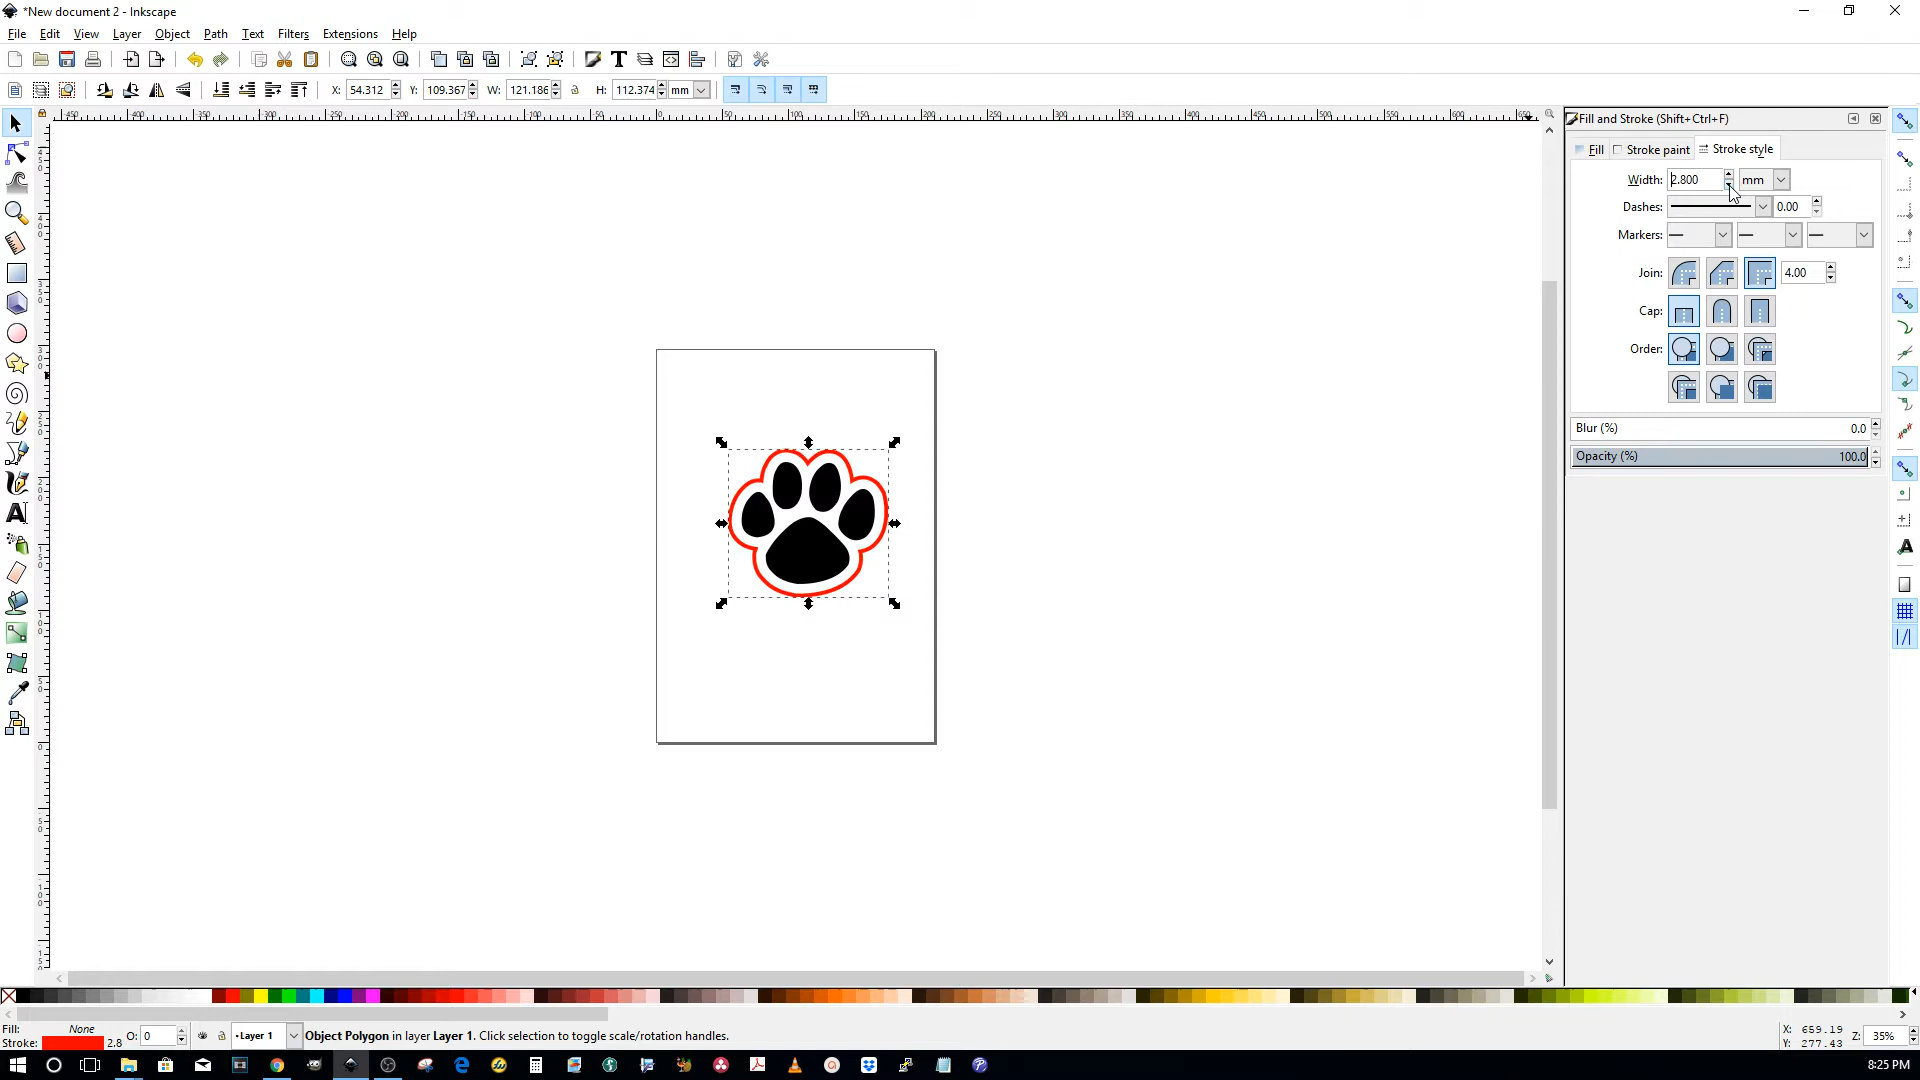 *New document 2 - Inkscape
File Edit View Layer Object Path Text Filters Extensions Help
X: 54.312 Y: 109.367 W: 121.186 H: 112.374 mm
Fill and Stroke (Shift+Ctrl+F)
Fill Stroke paint Stroke style
Width: 2.800 mm
Dashes: 0.00
Markers:
Join: 4.00
Cap:
Order:
Blur (%) 0.0
Opacity (%) 100.0
Fill: None O: 0 Layer 1 Object Polygon in layer Layer 1. Click selection to toggle scale/rotation handles.
Stroke: 2.8
X: 659.19
Y: 277.43
Z: 35%
8:25 PM